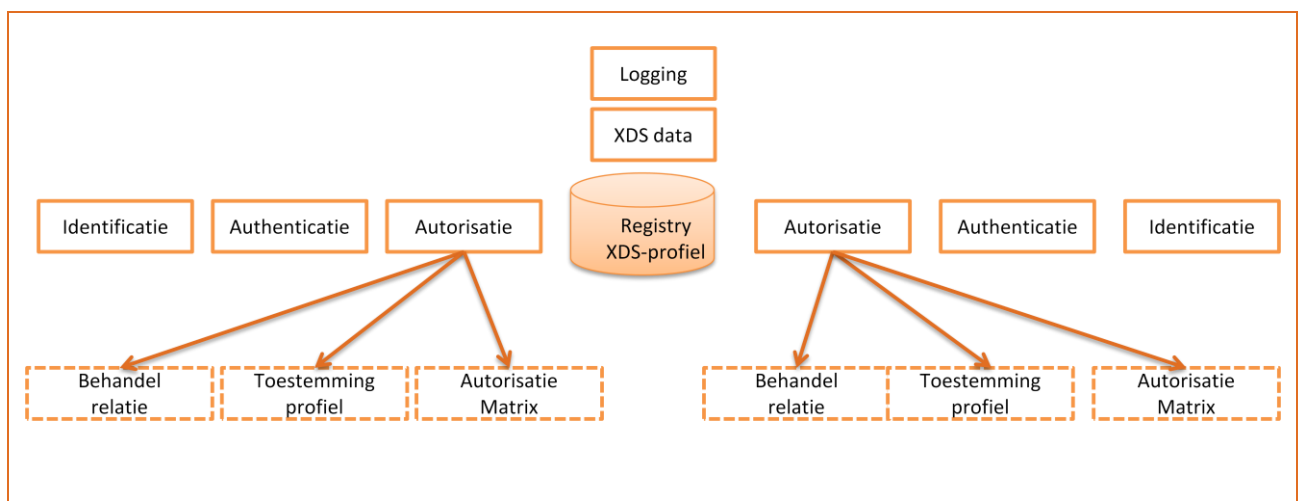 Logging
XDS data
Identificatie
Authenticatie
Autorisatie
Registry
XDS-profiel
Autorisatie
Authenticatie
Identificatie
Behandel
relatie
Toestemming
profiel
Autorisatie
Matrix
Behandel
relatie
Toestemming
profiel
Autorisatie
Matrix